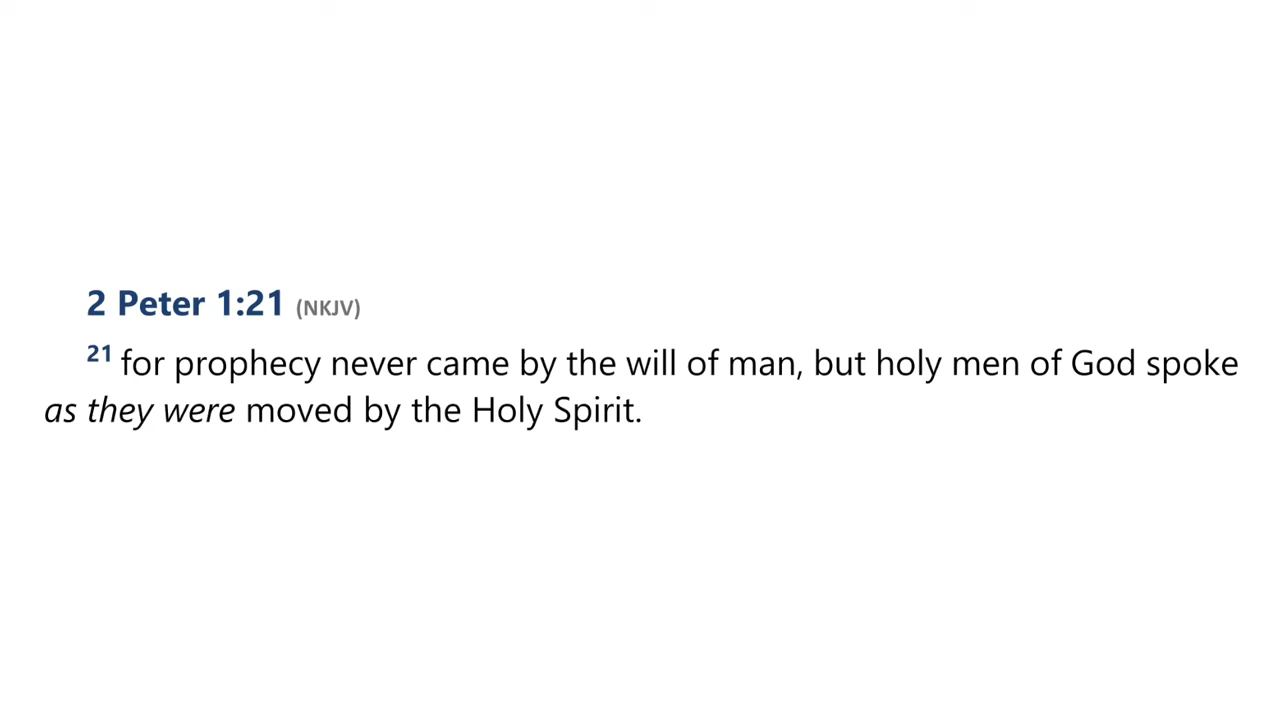 2 Peter 1:21 (NKJV)
21 for prophecy never came by the will of man, but holy men of God spoke
as they were moved by the Holy Spirit.